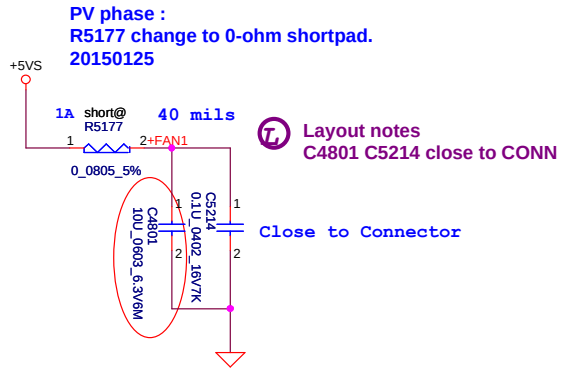 PV phase :
R5177 change to 0-ohm shortpad.
20150125
+5VS
1A short@ 40 mils
R5177
1 2 +FAN1
0_0805_5%
L Layout notes
C4801 C5214 close to CONN
1 1
C4801
10U_0603_6.3V6M
C5214
0.1U_0402_16V7K
Close to Connector
2 2